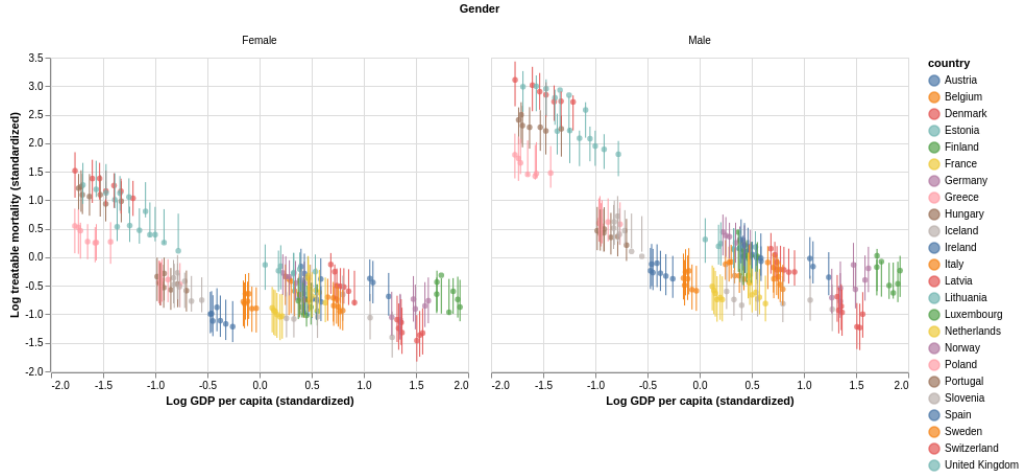 Gender
Female
Male
Log treatable mortality (standardized)
3.5
3.0
2.5
2.0
1.5
1.0
0.5
0.0
-0.5
-1.0
-1.5
-2.0
-2.0 -1.5 -1.0 -0.5 0.0 0.5 1.0 1.5 2.0
Log GDP per capita (standardized)
-2.0 -1.5 -1.0 -0.5 0.0 0.5 1.0 1.5 2.0
Log GDP per capita (standardized)
country
Austria
Belgium
Denmark
Estonia
Finland
France
Germany
Greece
Hungary
Iceland
Ireland
Italy
Latvia
Lithuania
Luxembourg
Netherlands
Norway
Poland
Portugal
Slovenia
Spain
Sweden
Switzerland
United Kingdom